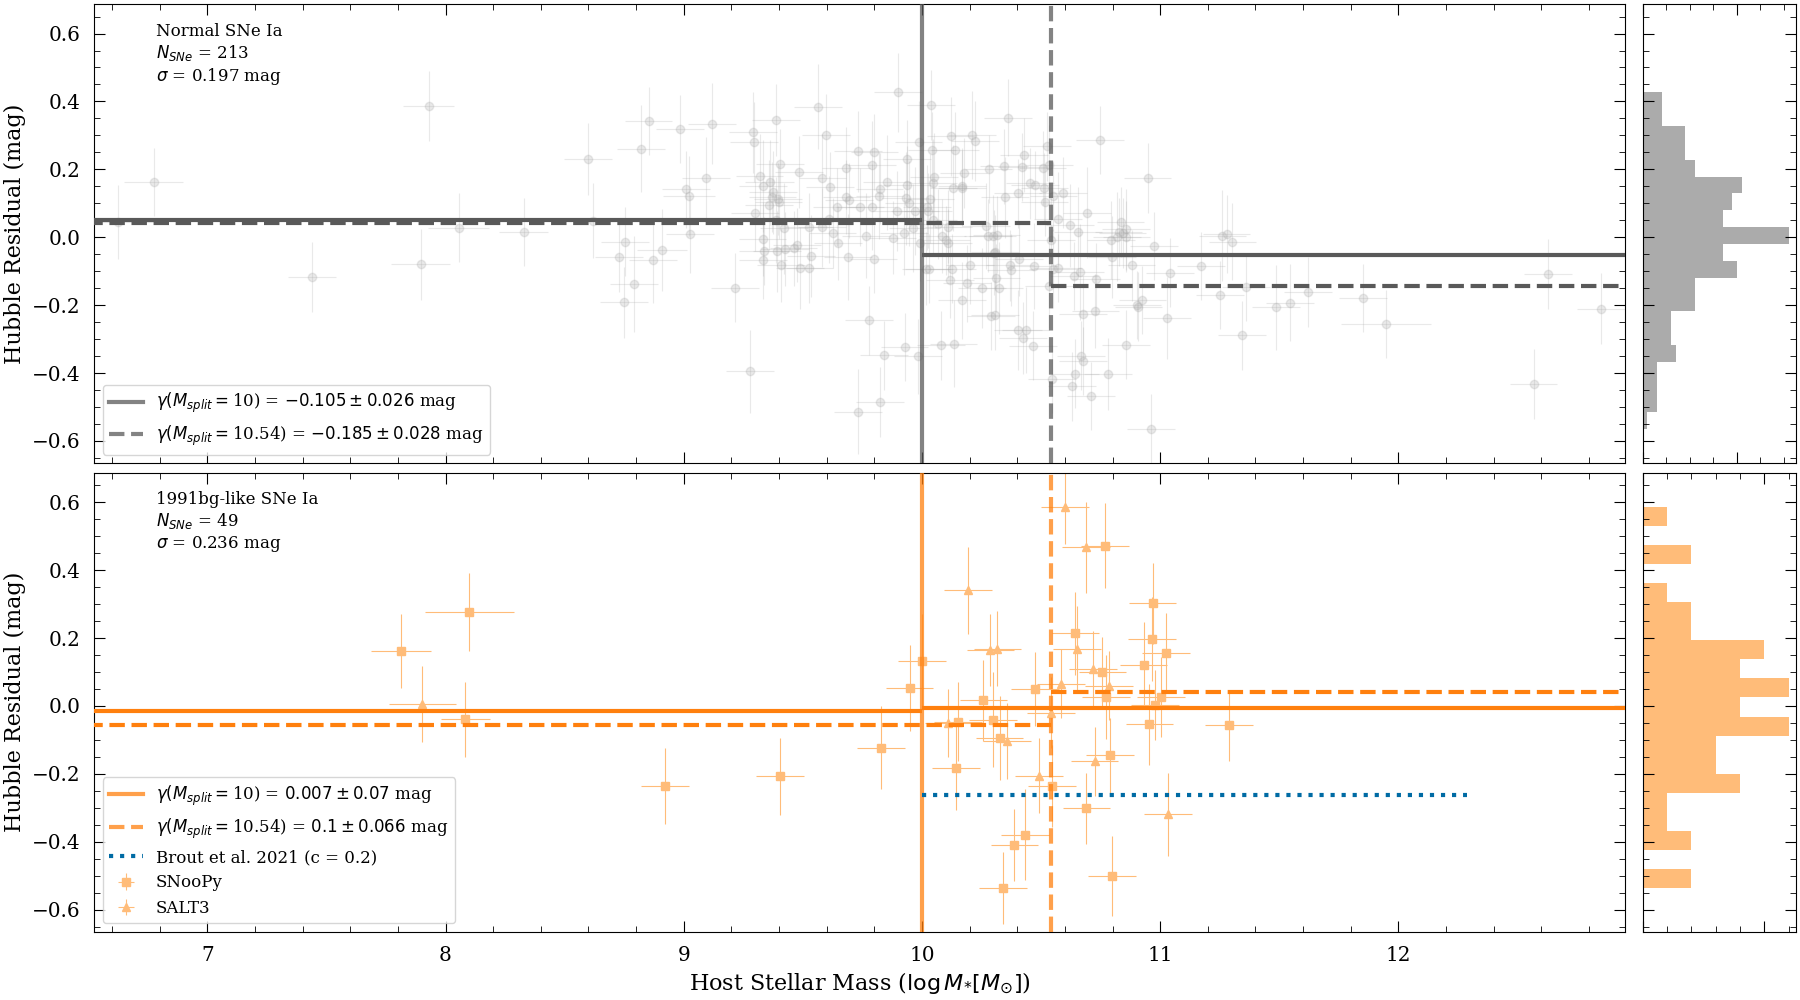 Normal SNe Ia
N_SNe = 213
σ = 0.197 mag
Hubble Residual (mag)
0.6
0.4
0.2
0.0
−0.2
−0.4
−0.6
γ(M_split = 10) = −0.105 ± 0.026 mag
γ(M_split = 10.54) = −0.185 ± 0.028 mag
1991bg-like SNe Ia
N_SNe = 49
σ = 0.236 mag
Hubble Residual (mag)
0.6
0.4
0.2
0.0
−0.2
−0.4
−0.6
γ(M_split = 10) = 0.007 ± 0.07 mag
γ(M_split = 10.54) = 0.1 ± 0.066 mag
Brout et al. 2021 (c = 0.2)
SNooPy
SALT3
7 8 9 10 11 12
Host Stellar Mass (log M_*[M_⊙])